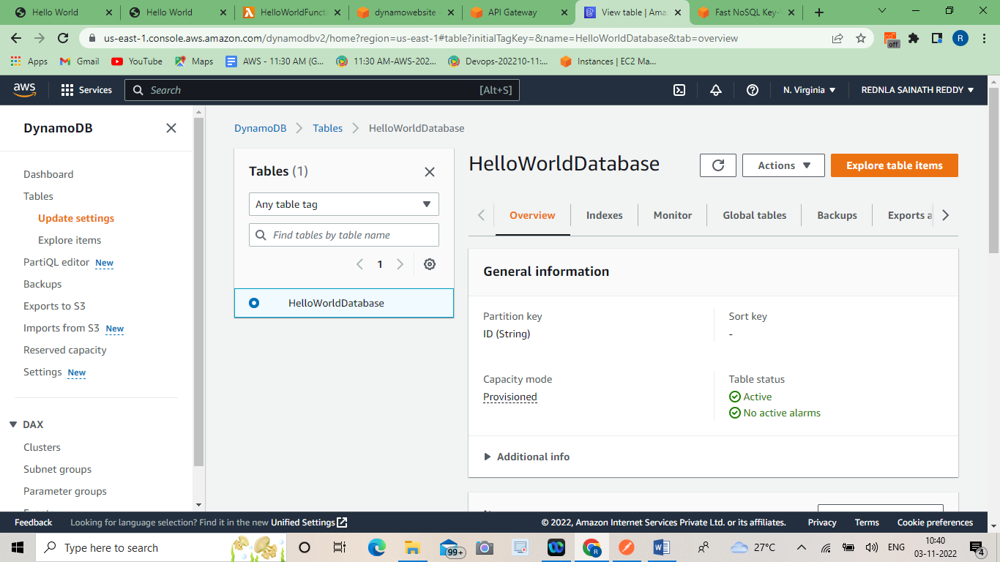 Hello World
Hello World
HelloWorldFunct
dynamowebsite -
API Gateway
View table | Ama
Fast NoSQL Key-
us-east-1.console.aws.amazon.com/dynamodbv2/home?region=us-east-1#table?initialTagKey=&name=HelloWorldDatabase&tab=overview
off
R
Apps
Gmail
YouTube
Maps
AWS - 11:30 AM (G...
11:30 AM-AWS-202...
Devops-202210-11:...
Instances | EC2 Ma...
aws
Services
Search
[Alt+S]
N. Virginia
REDNLA SAINATH REDDY
DynamoDB
Dashboard
Tables
Update settings
Explore items
PartiQL editor New
Backups
Exports to S3
Imports from S3 New
Reserved capacity
Settings New
DAX
Clusters
Subnet groups
Parameter groups
DynamoDB
Tables
HelloWorldDatabase
Tables (1)
Any table tag
Find tables by table name
1
HelloWorldDatabase
HelloWorldDatabase
Actions
Explore table items
Overview
Indexes
Monitor
Global tables
Backups
Exports a
General information
Partition key
ID (String)
Sort key
-
Capacity mode
Provisioned
Table status
Active
No active alarms
Additional info
Feedback
Looking for language selection? Find it in the new Unified Settings
© 2022, Amazon Internet Services Private Ltd. or its affiliates.
Privacy
Terms
Cookie preferences
Type here to search
99+
R
27°C
ENG
10:40
03-11-2022
4